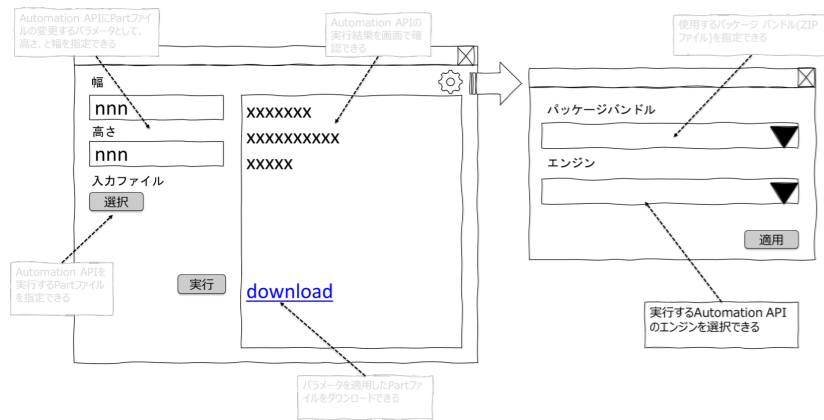 Automation APIにPartファイ
ルの変更するパラメータとして、
高さ、と幅を指定できる
Automation APIの
実行結果を画面で確
認できる
使用するパッケージ バンドル(ZIP
ファイル)を指定できる
幅
nnn
高さ
nnn
入力ファイル
選択
実行
xxxxxxx
xxxxxxxxxx
xxxxx
download
パッケージバンドル
エンジン
適用
Automation APIを
実行するPartファイル
を指定できる
実行するAutomation API
のエンジンを選択できる
パラメータを適用したPartファ
イルをダウンロードできる